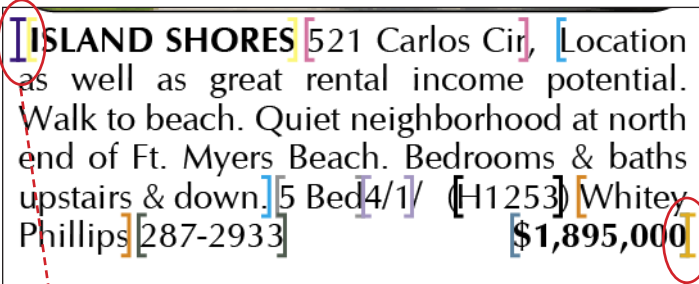 ISLAND SHORES 521 Carlos Cir, Location
as well as great rental income potential.
Walk to beach. Quiet neighborhood at north
end of Ft. Myers Beach. Bedrooms & baths
upstairs & down. 5 Bed 4/1/ (H1253) Whitey
Phillips 287-2933 $1,895,000